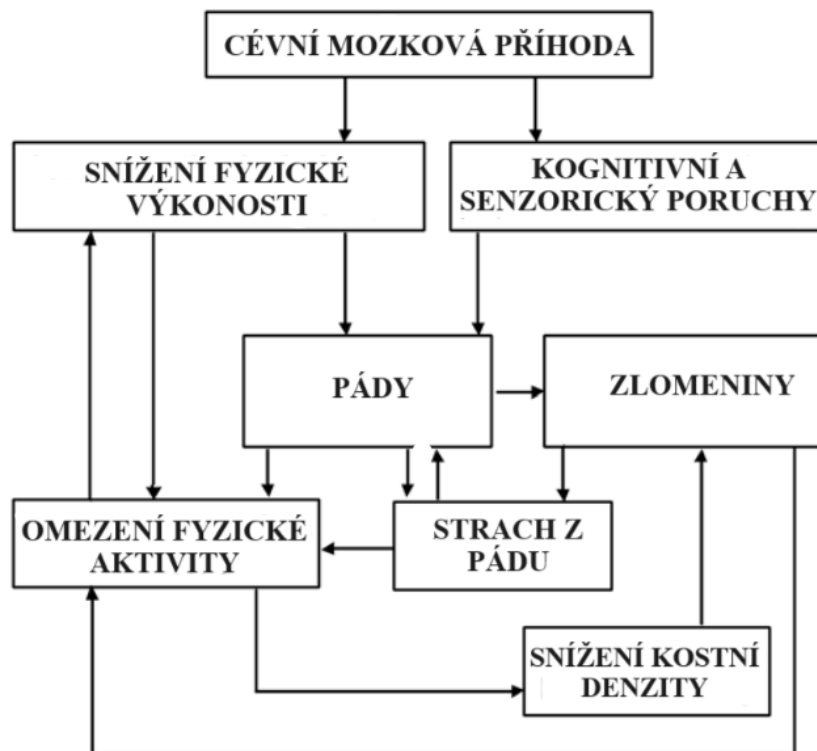 CÉVNÍ MOZKOVÁ PŘÍHODA
SNÍŽENÍ FYZICKÉ
VÝKONOSTI
KOGNITIVNÍ A
SENZORICKÝ PORUCHY
PÁDY
ZLOMENINY
OMEZENÍ FYZICKÉ
AKTIVITY
STRACH Z
PÁDU
SNÍŽENÍ KOSTNÍ
DENZITY